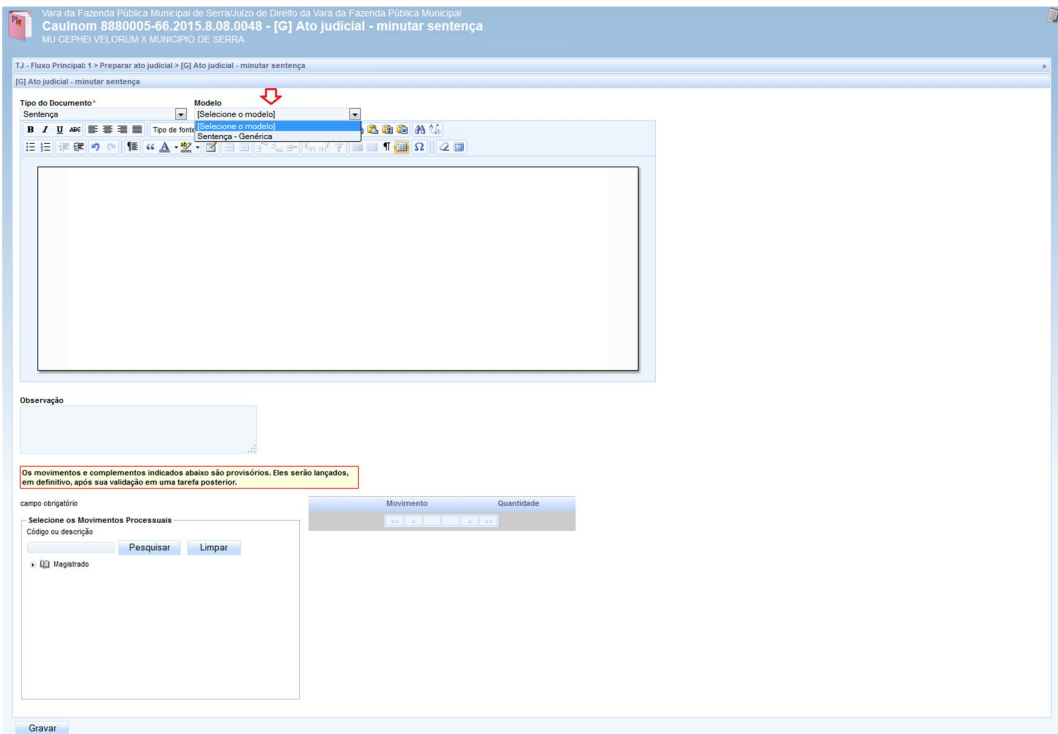 Vara da Fazenda Pública Municipal de Serra/Juízo de Direito da Vara da Fazenda Pública Municipal
CauInom 8880005-66.2015.8.08.0048 - [G] Ato judicial - minutar sentença
MU CEPHEI VELORUM X MUNICIPIO DE SERRA
TJ - Fluxo Principal: 1 > Preparar ato judicial > [G] Ato judicial - minutar sentença »
[G] Ato judicial - minutar sentença
Tipo do Documento* Modelo
Sentença [Selecione o modelo]
B I U ABC Tipo de fonte [Selecione o modelo]
Sentença - Genérica
Observação
Os movimentos e complementos indicados abaixo são provisórios. Eles serão lançados,
em definitivo, após sua validação em uma tarefa posterior.
campo obrigatório Movimento Quantidade
Selecione os Movimentos Processuais
Código ou descrição
Pesquisar Limpar
Magistrado
Gravar